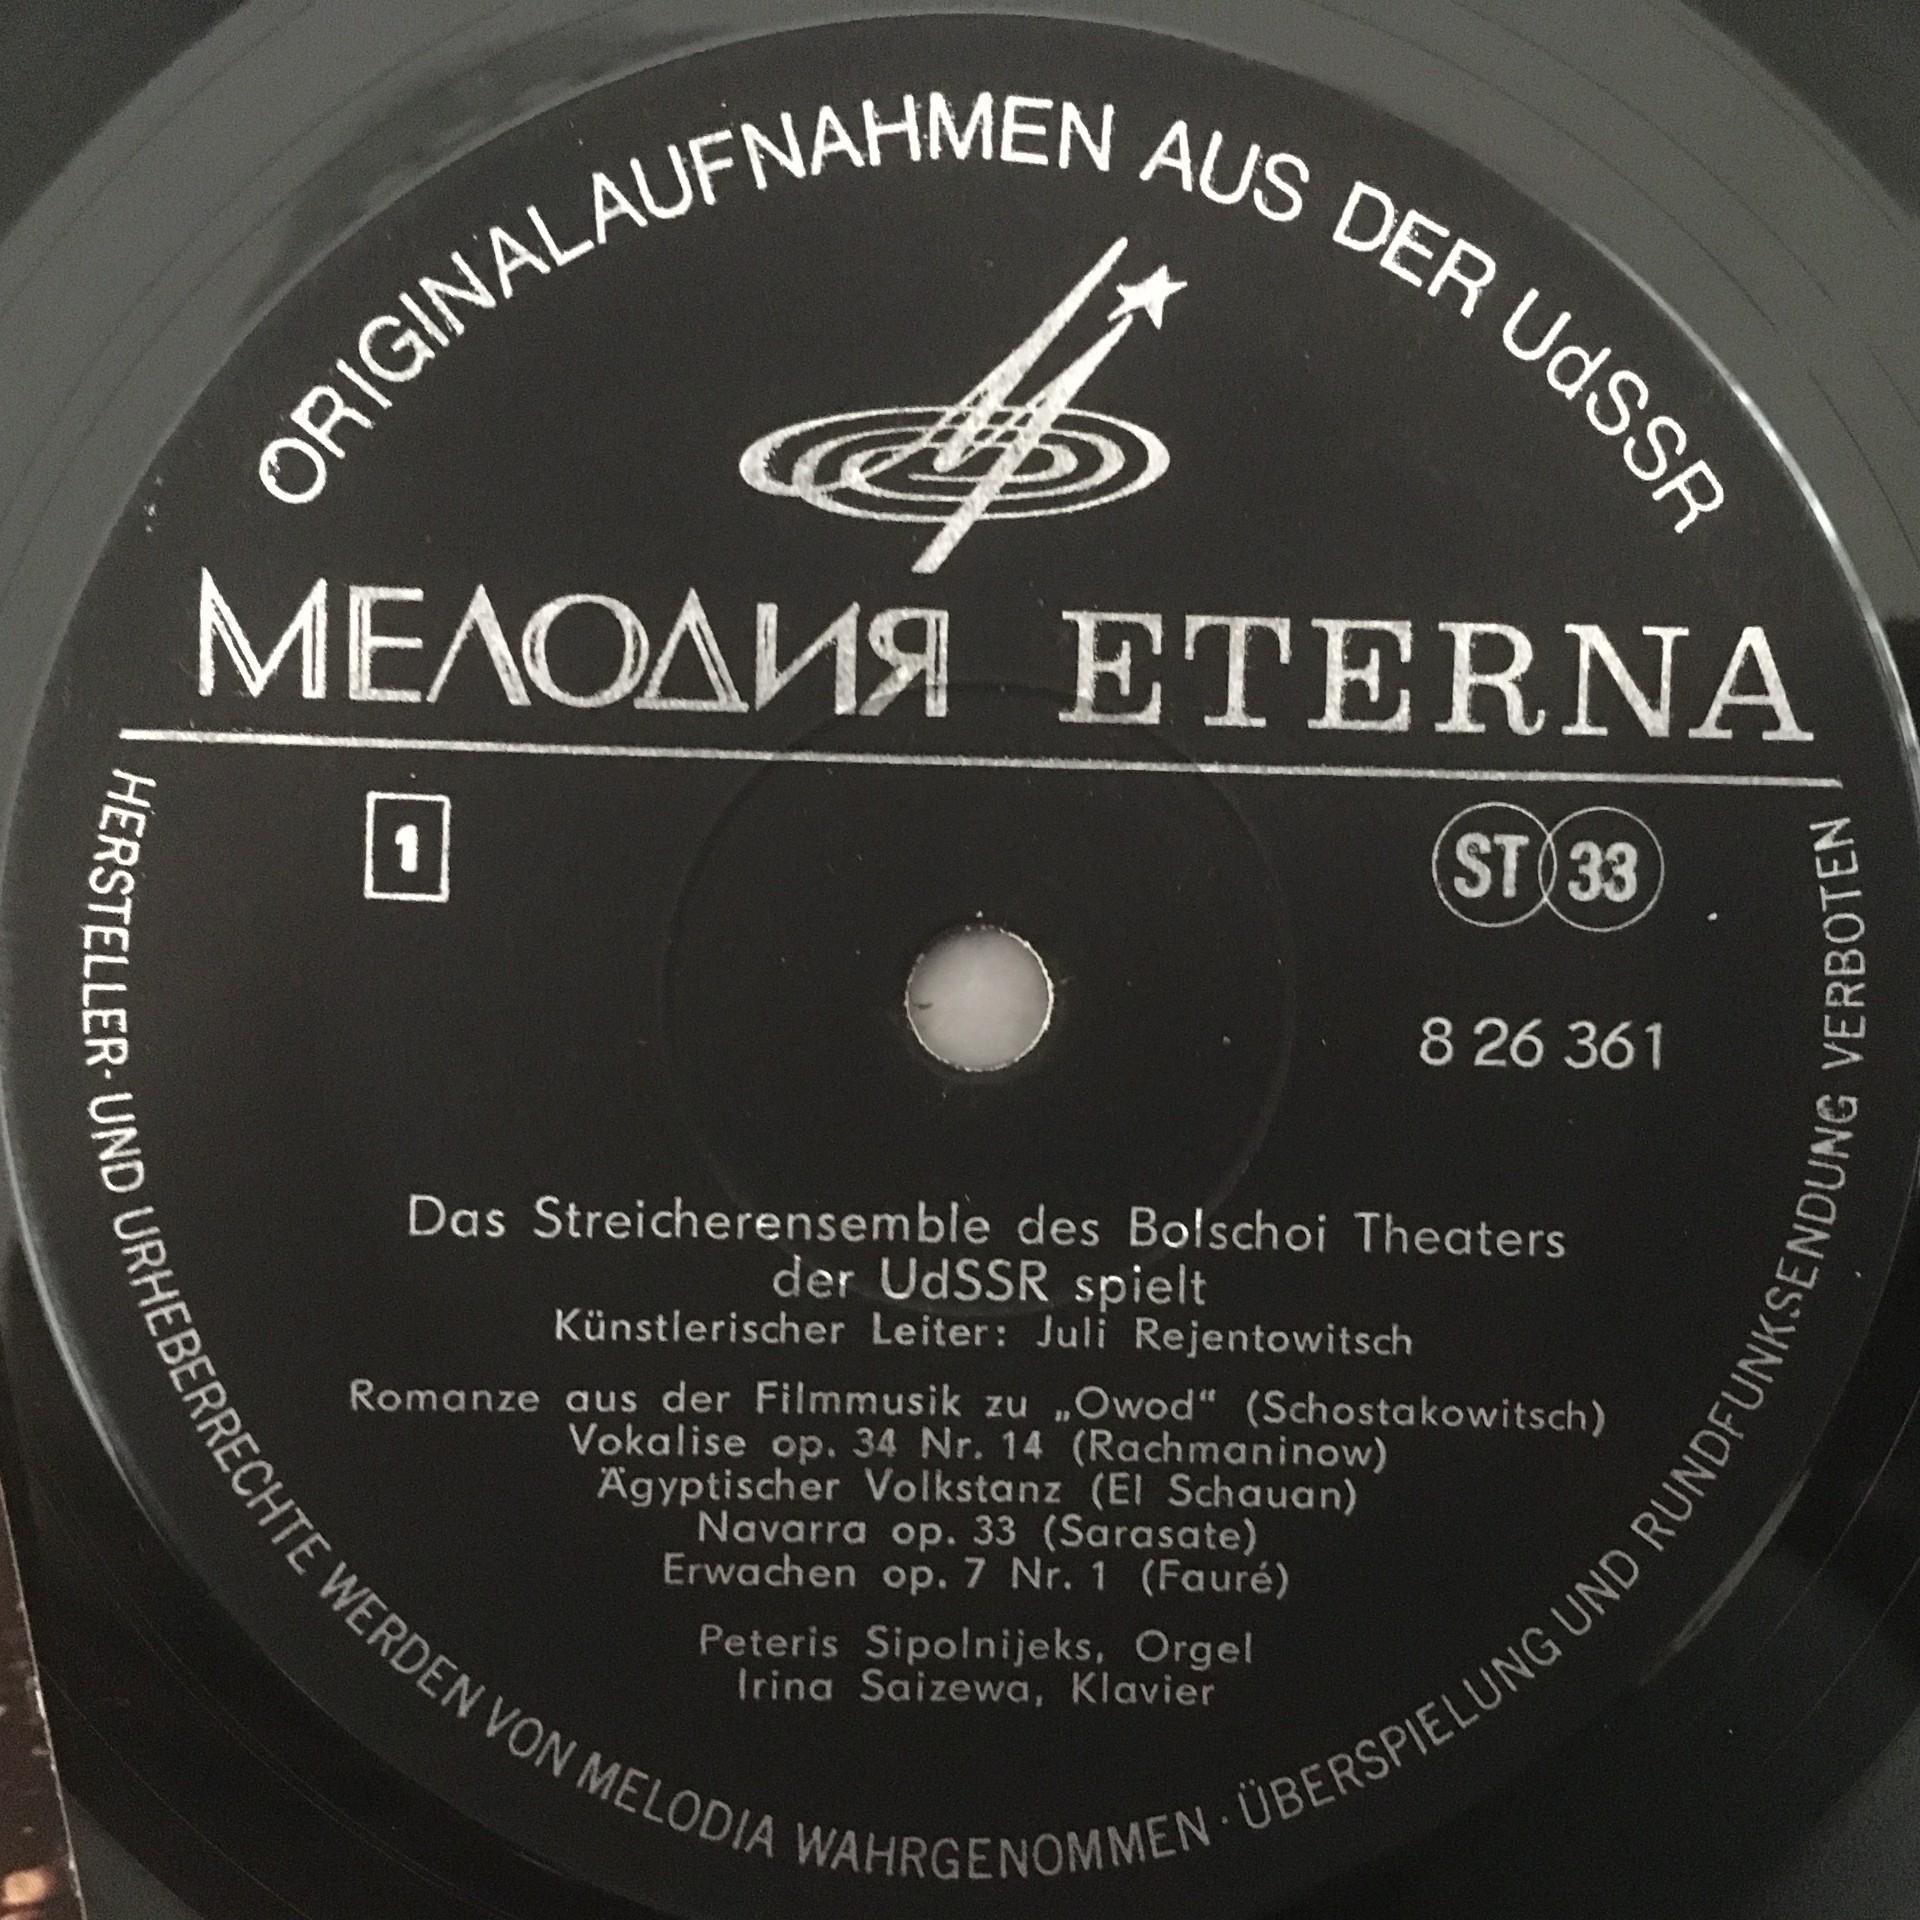 ORIGINALAUFNAHMEN AUS DER UdSSR
МЕЛОДИЯ ETERNA
1
ST 33
8 26 361
Das Streicherensemble des Bolschoi Theaters
der UdSSR spielt
Künstlerischer Leiter: Juli Rejentowitsch
Romanze aus der Filmmusik zu „Owod“ (Schostakowitsch)
Vokalise op. 34 Nr. 14 (Rachmaninow)
Ägyptischer Volkstanz (El Schauan)
Navarra op. 33 (Sarasate)
Erwachen op. 7 Nr. 1 (Fauré)
Peteris Sipolnijeks, Orgel
Irina Saizewa, Klavier
HERSTELLER- UND URHEBERRECHTE WERDEN VON MELODIA WAHRGENOMMEN · ÜBERSPIELUNG UND RUNDFUNKSENDUNG VERBOTEN